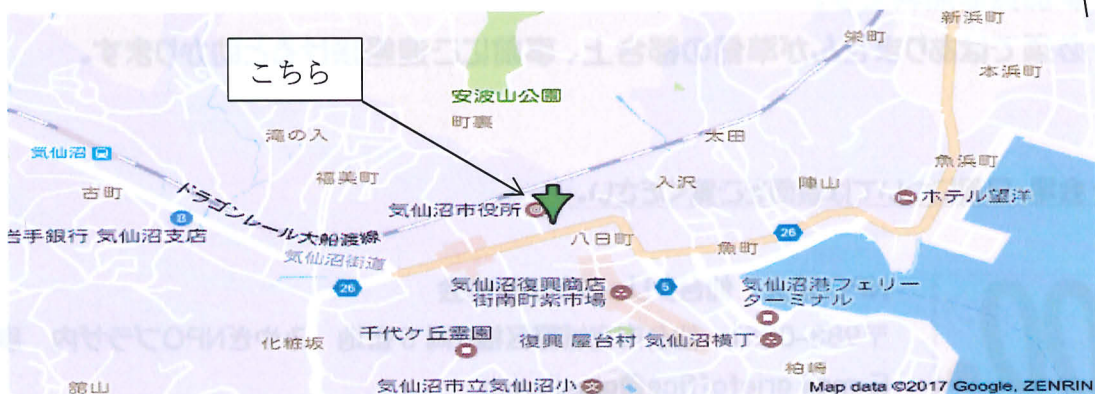 新浜町
栄町
本浜町
こちら
安波山公園
町裏
滝の入
太田
気仙沼
魚浜町
古町
福美町
入沢
陣山
ホテル望洋
気仙沼市役所
8
ドラゴンレール大船渡線
岩手銀行 気仙沼支店
気仙沼街道
八日町
魚町
26
26
気仙沼復興商店
街南町紫市場
5
気仙沼港フェリー
ターミナル
千代ケ丘霊園
化粧坂
復興 屋台村 気仙沼横丁
柏崎
舘山
気仙沼市立気仙沼小
文
Map data ©2017 Google, ZENRIN